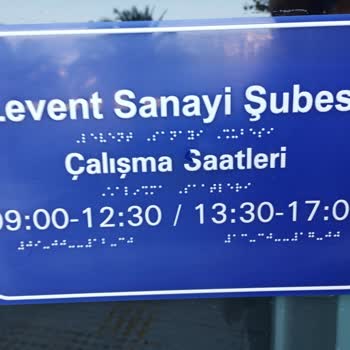 Levent Sanayi Şubes
Çalışma Saatleri
09:00-12:30 / 13:30-17:0